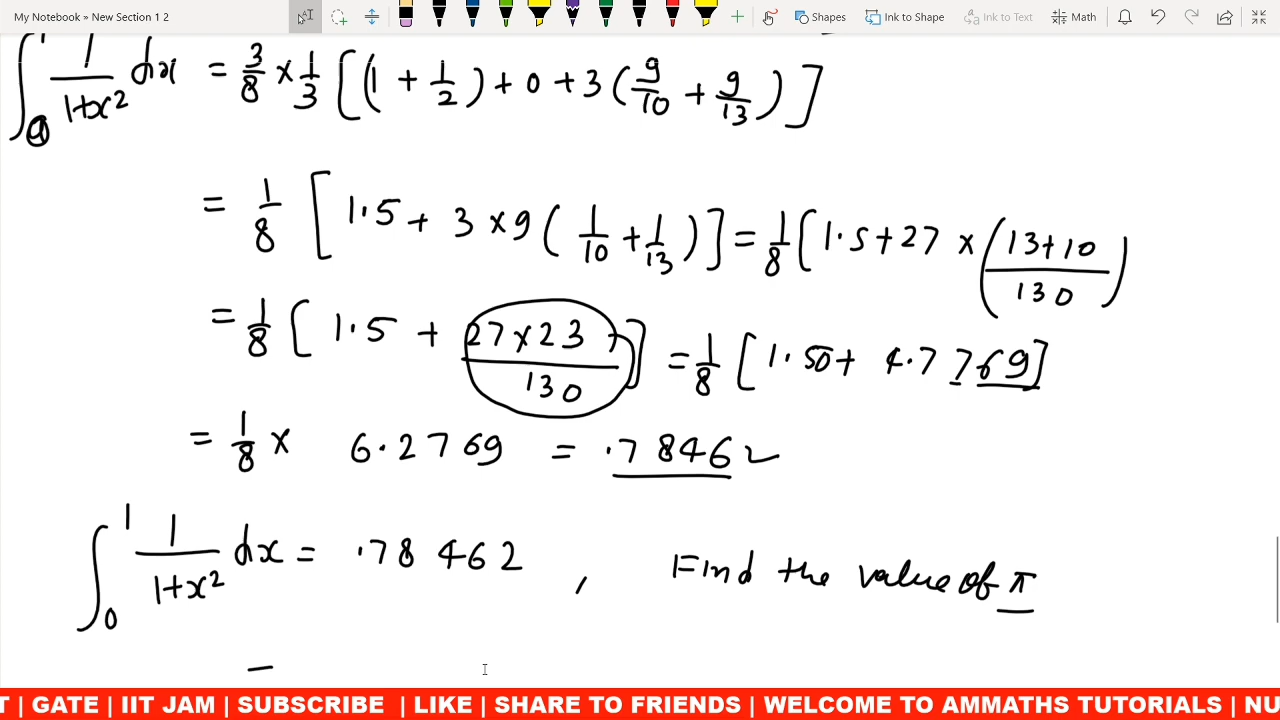 My Notebook » New Section 1 2
Shapes Ink to Shape Ink to Text Math
∫₀¹ 1/(1+x²) dx = 3/8 × 1/3 [(1 + 1/2) + 0 + 3(9/10 + 9/13)]
= 1/8 [1.5 + 3 × 9(1/10 + 1/13)] = 1/8 [1.5 + 27 × ((13+10)/130)
= 1/8 [1.5 + (27×23)/130] = 1/8 [1.50 + 4.7769]
= 1/8 × 6.2769 = .78462
∫₀¹ 1/(1+x²) dx = .78462 , Find the value of π
T | GATE | IIT JAM | SUBSCRIBE | LIKE | SHARE TO FRIENDS | WELCOME TO AMMATHS TUTORIALS | NU